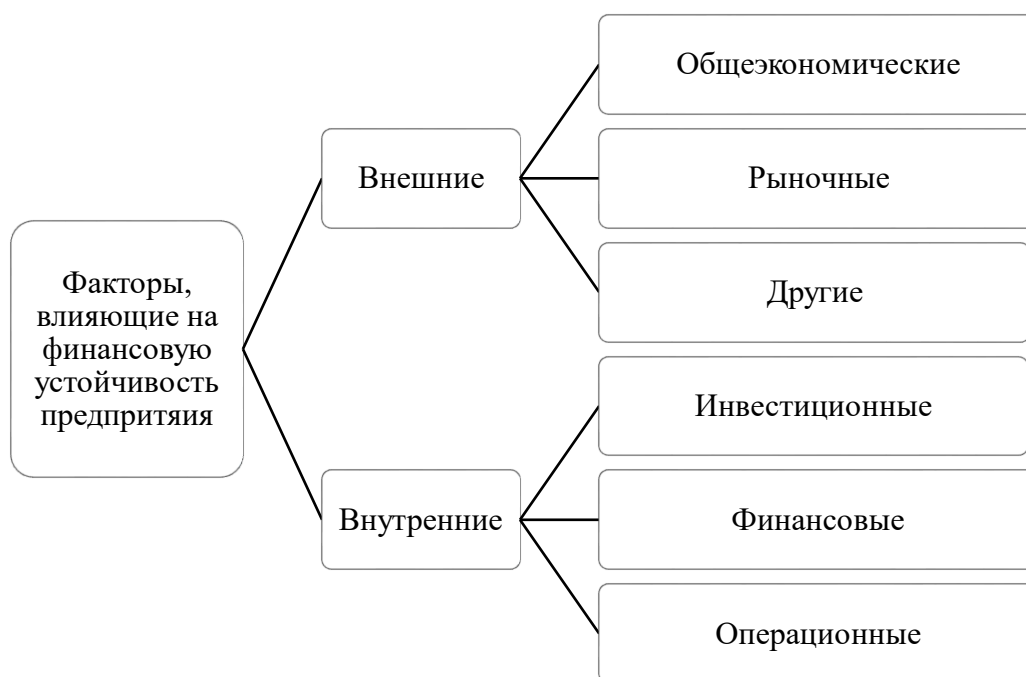 Факторы,
влияющие на
финансовую
устойчивость
предпритяия
Внешние
Общеэкономические
Рыночные
Другие
Внутренние
Инвестиционные
Финансовые
Операционные